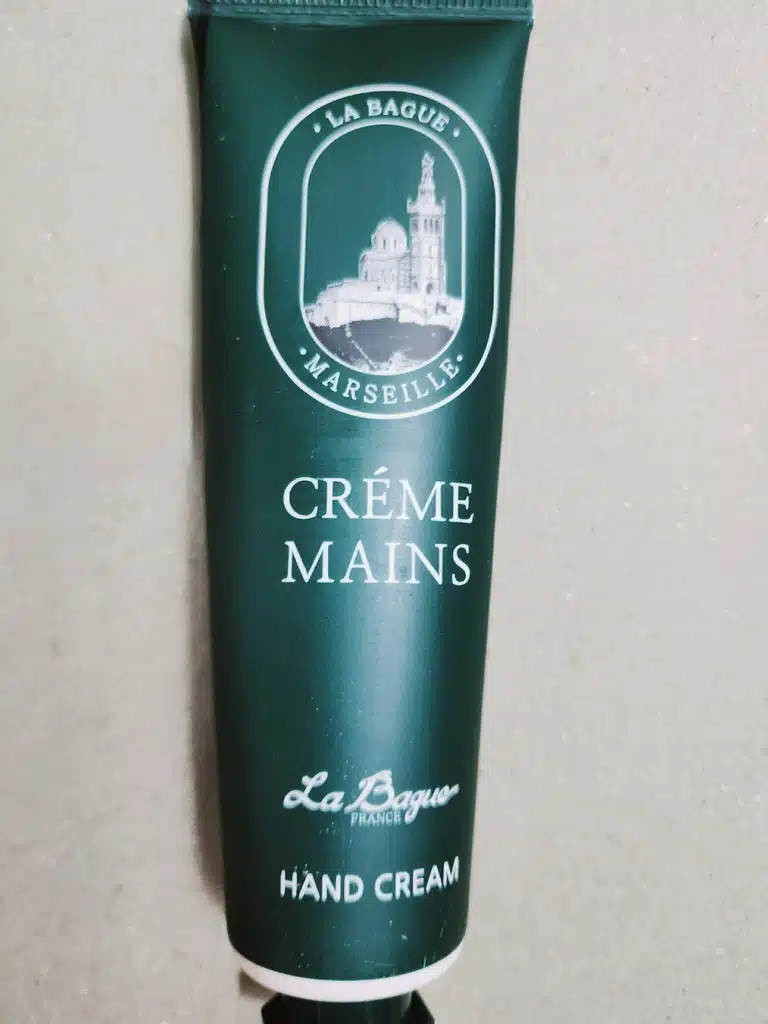 · LA BAGUE ·
· MARSEILLE ·
CRÉME
MAINS
La Bague
FRANCE
HAND CREAM